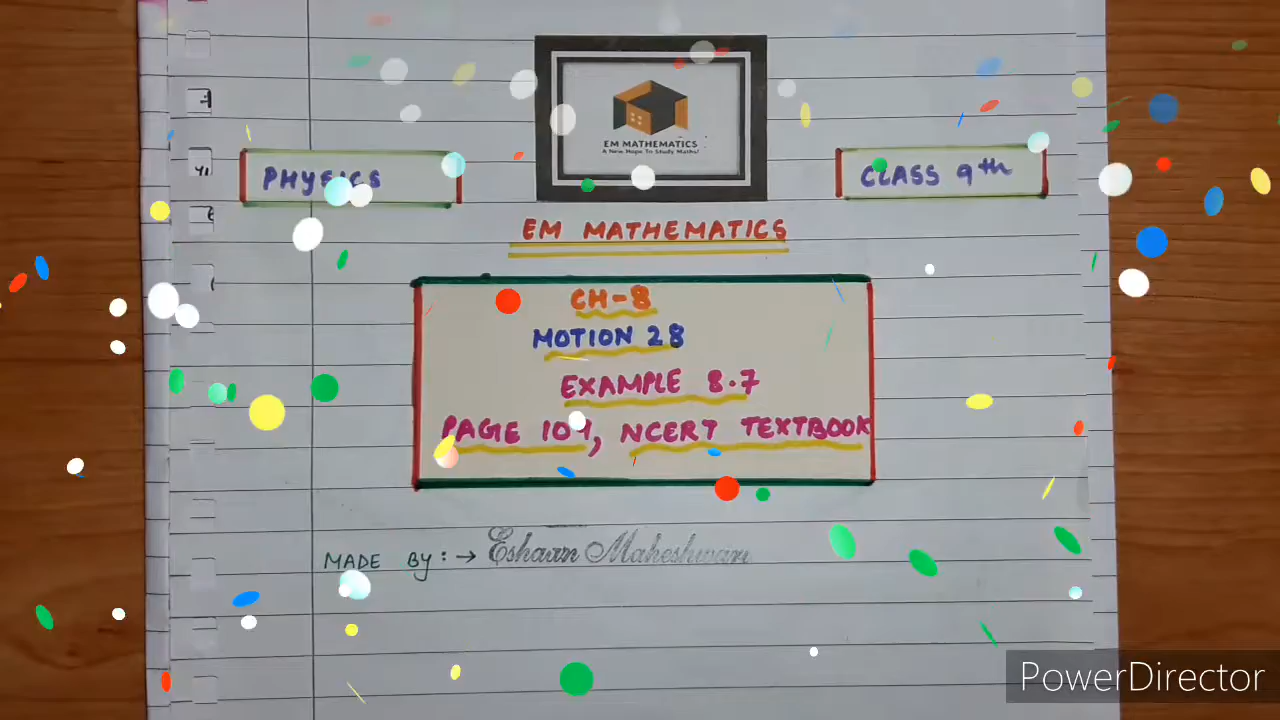 EM MATHEMATICS
A New Hope To Study Maths!
PHYSICS
CLASS 9th
EM MATHEMATICS
CH-8
MOTION 28
EXAMPLE 8.7
PAGE 109, NCERT TEXTBOOK
MADE BY:→ Eshaan Maheshwari
PowerDirector